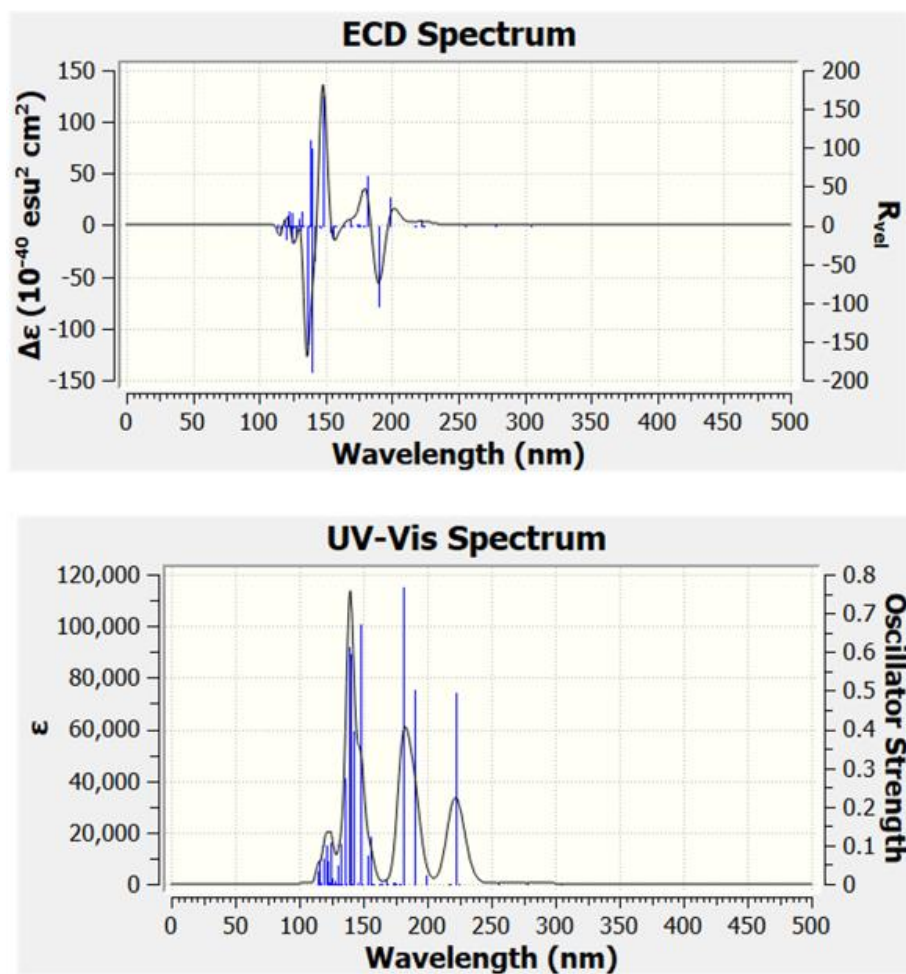 ECD Spectrum
150 200
100 150
100
50 50
0 0
-50 -50
-100 -100
-150
-150 -200
Δε (10⁻⁴⁰ esu² cm²)
R_vel
0 50 100 150 200 250 300 350 400 450 500
Wavelength (nm)
UV-Vis Spectrum
120,000 0.8
100,000 0.7
80,000 0.6
0.5
60,000 0.4
40,000 0.3
0.2
20,000 0.1
0 0
ε
Oscillator Strength
0 50 100 150 200 250 300 350 400 450 500
Wavelength (nm)